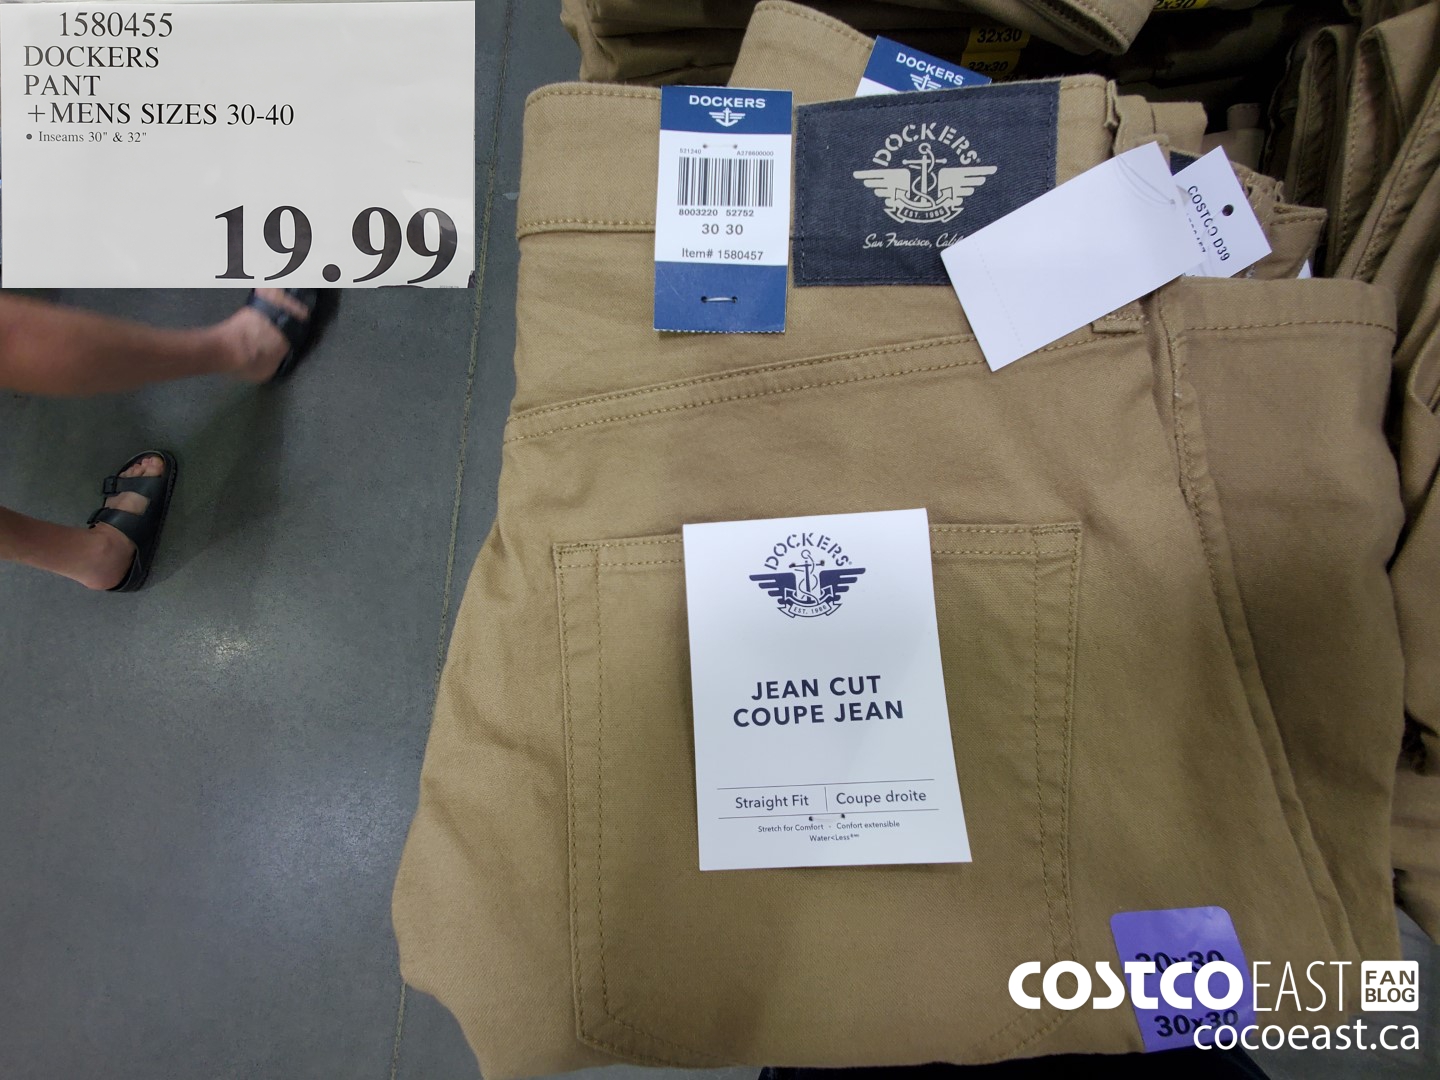 1580455
DOCKERS
PANT
+MENS SIZES 30-40
• Inseams 30" & 32"
19.99
32x30
32x30
DOCKERS
DOCKERS
521240 A276600000
8003220 52752
30 30
Item# 1580457
DOCKERS
EST. 1986
San Francisco,
COSTCO D39
DOCKERS
EST. 1986
JEAN CUT
COUPE JEAN
Straight Fit | Coupe droite
Stretch for Comfort - Confort extensible
Water<Less
30x30
30x30
COSTCO EAST FAN BLOG
cocoeast.ca